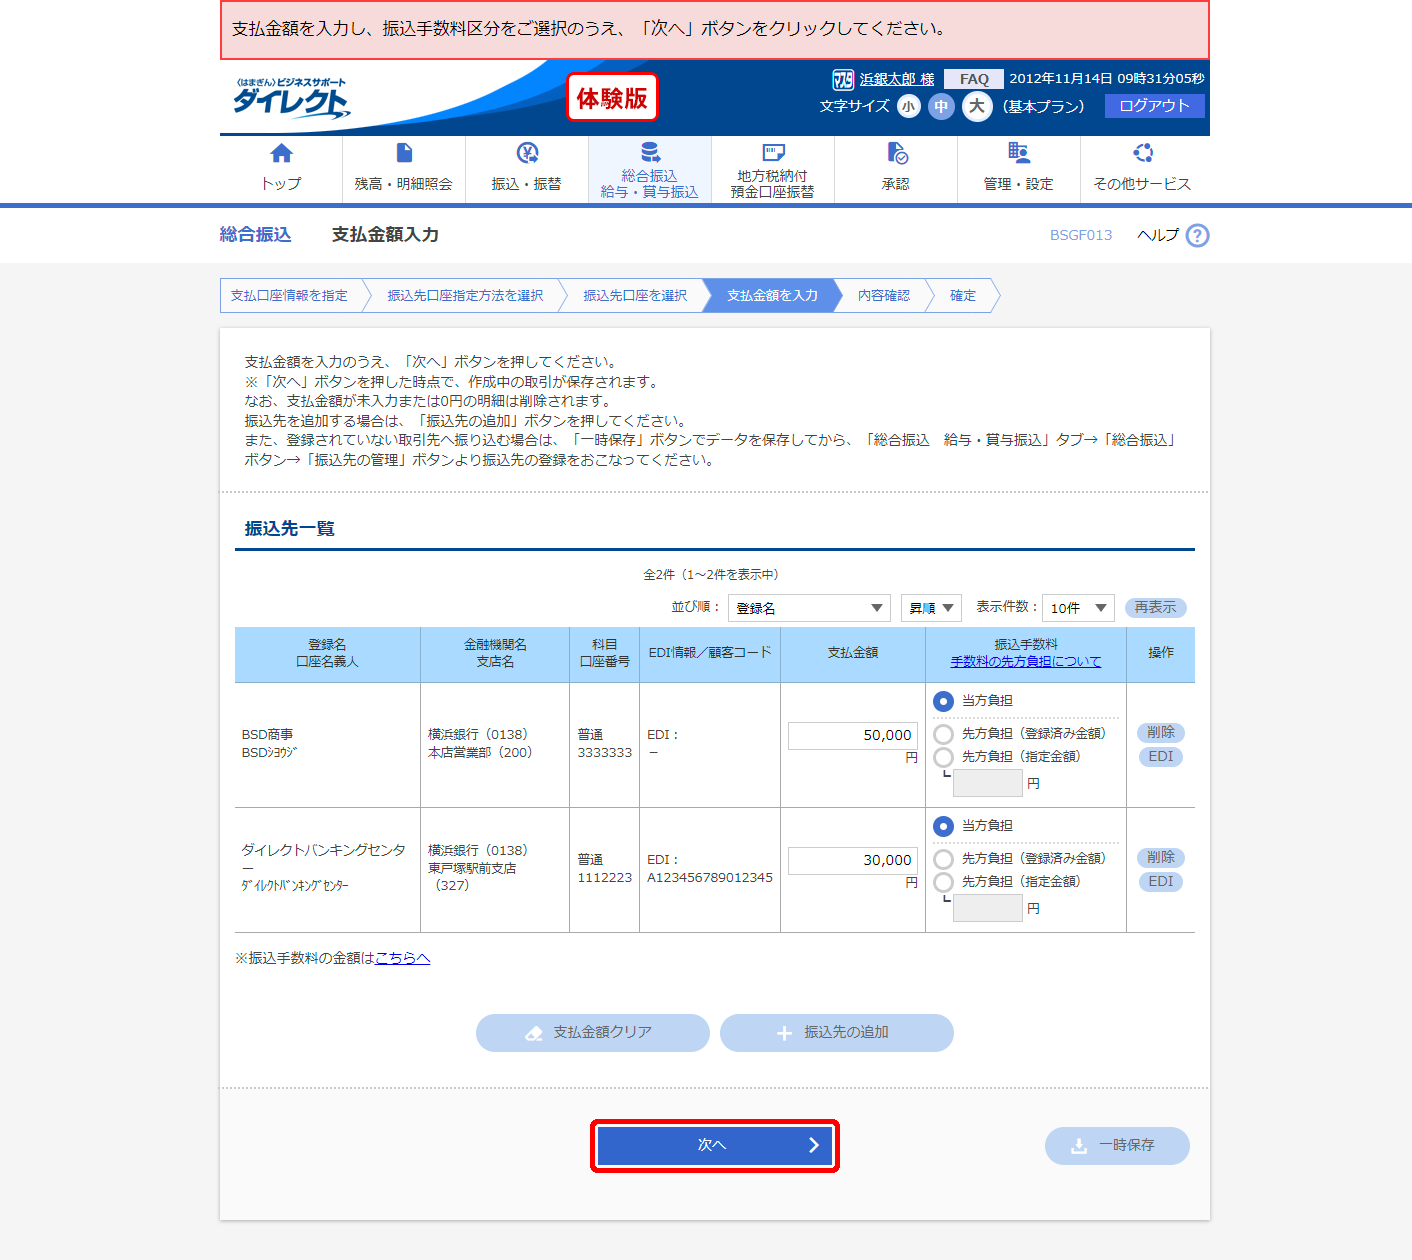 支払金額を入力し、振込手数料区分をご選択のうえ、「次へ」ボタンをクリックしてください。
〈はまぎん〉ビジネスサポート
ダイレクト
体験版
マスタ 浜銀太郎 様 FAQ 2012年11月14日 09時31分05秒
文字サイズ 小 中 大 (基本プラン) ログアウト
トップ
残高・明細照会
振込・振替
総合振込
給与・賞与振込
地方税納付
預金口座振替
承認
管理・設定
その他サービス
総合振込 支払金額入力 BSGF013 ヘルプ ?
支払口座情報を指定 振込先口座指定方法を選択 振込先口座を選択 支払金額を入力 内容確認 確定
支払金額を入力のうえ、「次へ」ボタンを押してください。
※「次へ」ボタンを押した時点で、作成中の取引が保存されます。
なお、支払金額が未入力または0円の明細は削除されます。
振込先を追加する場合は、「振込先の追加」ボタンを押してください。
また、登録されていない取引先へ振り込む場合は、「一時保存」ボタンでデータを保存してから、「総合振込　給与・賞与振込」タブ→「総合振込」
ボタン→「振込先の管理」ボタンより振込先の登録をおこなってください。
振込先一覧
全2件（1～2件を表示中）
並び順： 登録名 昇順 表示件数： 10件 再表示
登録名
口座名義人
金融機関名
支店名
科目
口座番号
EDI情報／顧客コード
支払金額
振込手数料
手数料の先方負担について
操作
BSD商事
BSDｼﾖｳｼﾞ
横浜銀行（0138）
本店営業部（200）
普通
3333333
EDI：
－
50,000
円
当方負担
先方負担（登録済み金額）
先方負担（指定金額）
円
削除
EDI
ダイレクトバンキングセンタ
ー
ﾀﾞｲﾚｸﾄﾊﾞﾝｷﾝｸﾞｾﾝﾀｰ
横浜銀行（0138）
東戸塚駅前支店
（327）
普通
1112223
EDI：
A123456789012345
30,000
円
当方負担
先方負担（登録済み金額）
先方負担（指定金額）
円
削除
EDI
※振込手数料の金額はこちらへ
支払金額クリア
振込先の追加
次へ
一時保存